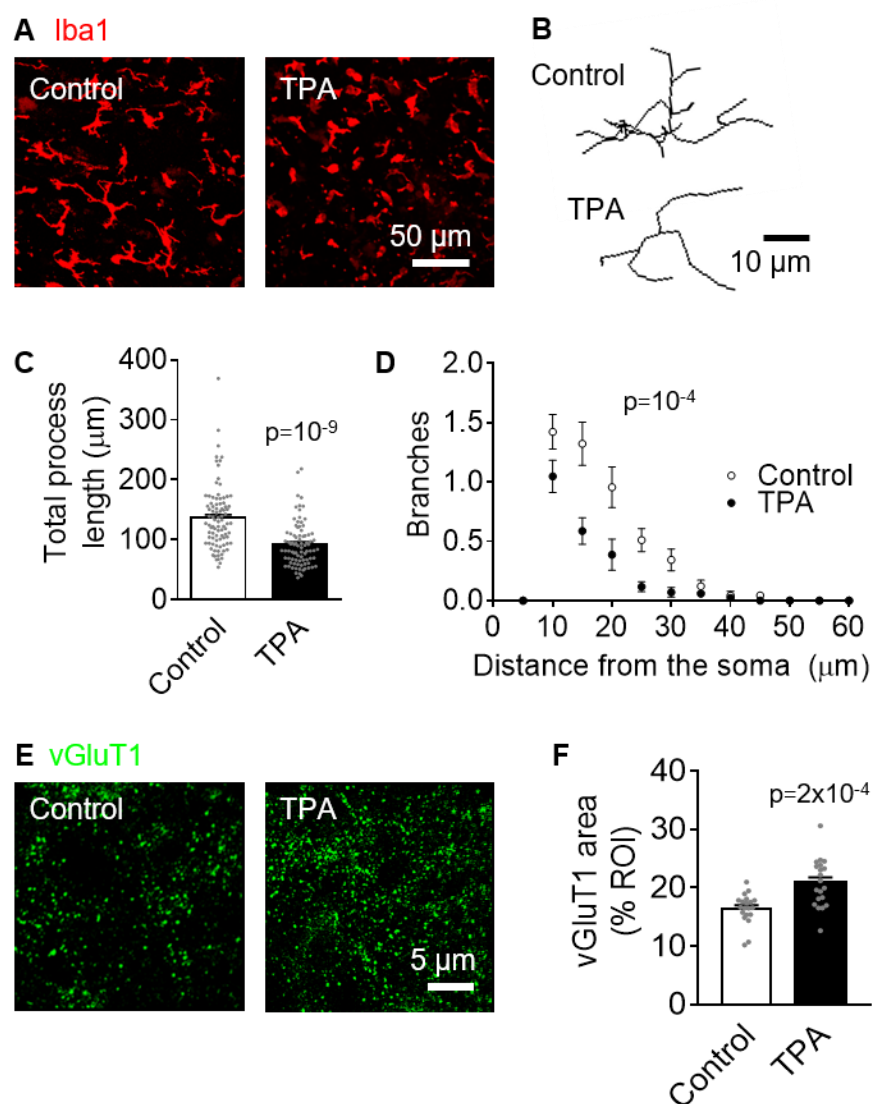 A Iba1
Control
TPA
50 μm
B
Control
TPA
10 μm
C
Total process
length (μm)
400
300
200
100
0
p=10-9
Control
TPA
D
Branches
2.0
1.5
1.0
0.5
0.0
p=10-4
Control
TPA
0 10 20 30 40 50 60
Distance from the soma (μm)
E vGluT1
Control
TPA
5 μm
F
vGluT1 area
(% ROI)
40
30
20
10
0
p=2x10-4
Control
TPA